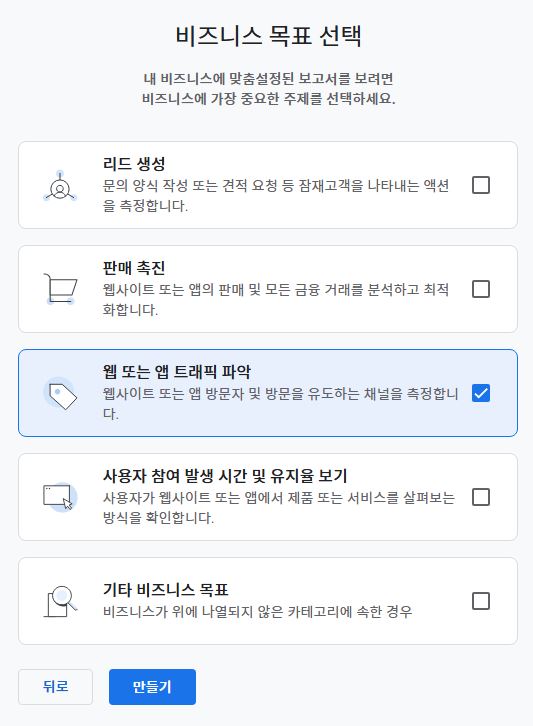 비즈니스 목표 선택
내 비즈니스에 맞춤설정된 보고서를 보려면
비즈니스에 가장 중요한 주제를 선택하세요.
리드 생성
문의 양식 작성 또는 견적 요청 등 잠재고객을 나타내는 액션
을 측정합니다.
판매 촉진
웹사이트 또는 앱의 판매 및 모든 금융 거래를 분석하고 최적
화합니다.
웹 또는 앱 트래픽 파악
웹사이트 또는 앱 방문자 및 방문을 유도하는 채널을 측정합니
다.
사용자 참여 발생 시간 및 유지율 보기
사용자가 웹사이트 또는 앱에서 제품 또는 서비스를 살펴보는
방식을 확인합니다.
기타 비즈니스 목표
비즈니스가 위에 나열되지 않은 카테고리에 속한 경우
뒤로
만들기